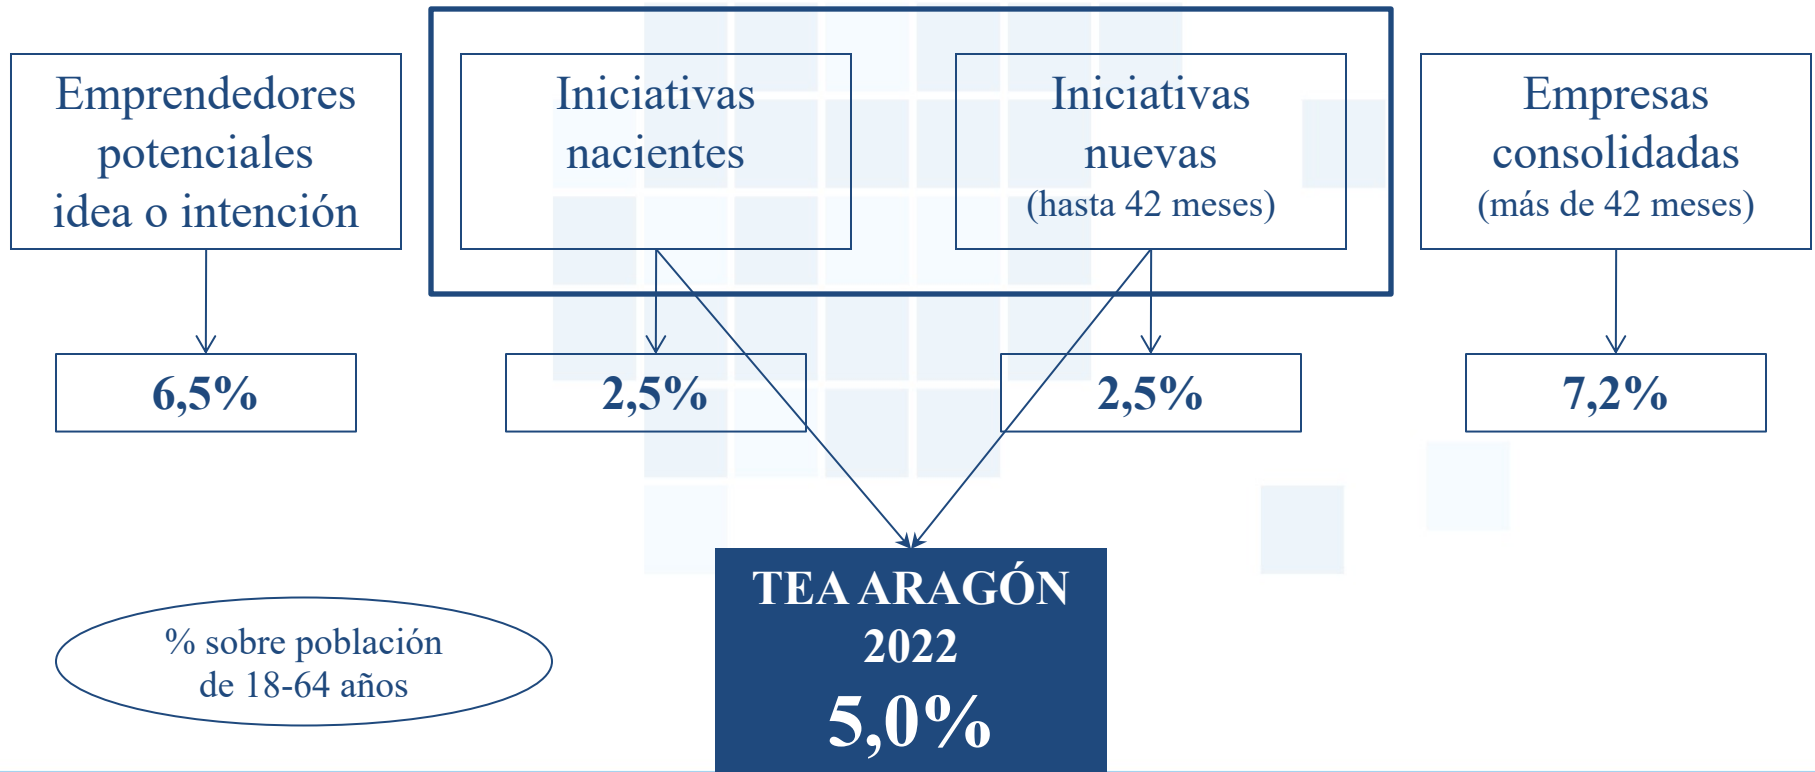 Emprendedores
potenciales
idea o intención
Iniciativas
nacientes
Iniciativas
nuevas
(hasta 42 meses)
Empresas
consolidadas
(más de 42 meses)
6,5%
2,5%
2,5%
7,2%
TEA ARAGÓN
2022
5,0%
% sobre población
de 18-64 años